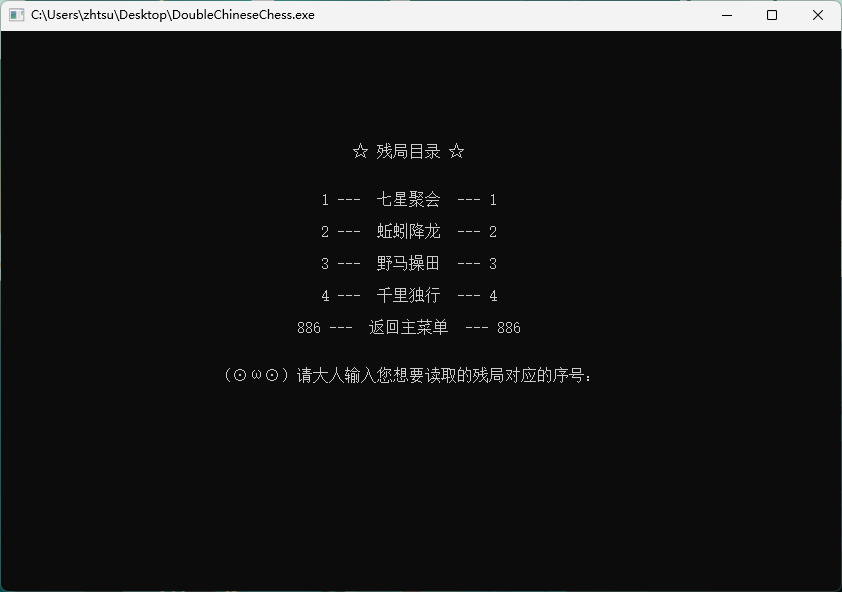 C:\Users\zhtsu\Desktop\DoubleChineseChess.exe
☆ 残局目录 ☆
1 --- 七星聚会 --- 1
2 --- 蚯蚓降龙 --- 2
3 --- 野马操田 --- 3
4 --- 千里独行 --- 4
886 --- 返回主菜单 --- 886
(⊙ω⊙) 请大人输入您想要读取的残局对应的序号: